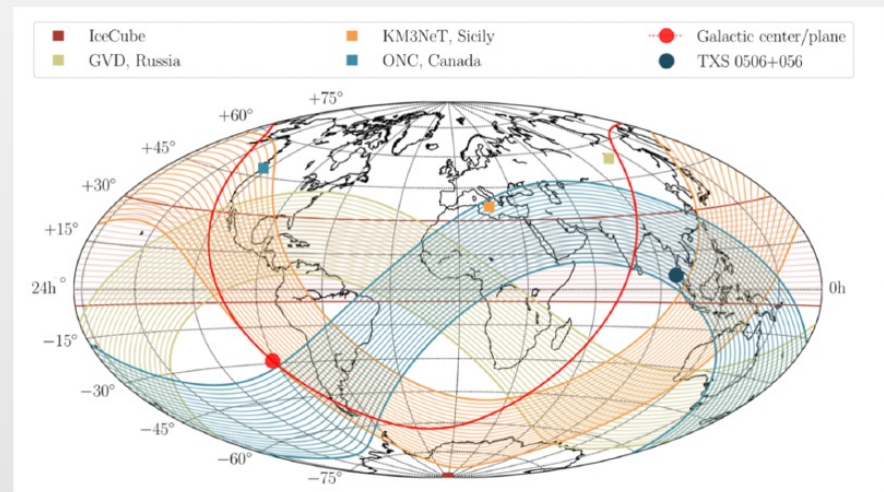 IceCube
KM3NeT, Sicily
Galactic center/plane
GVD, Russia
ONC, Canada
TXS 0506+056
+75°
+60°
+45°
+30°
+15°
24h°
0h
−15°
−30°
−45°
−60°
−75°